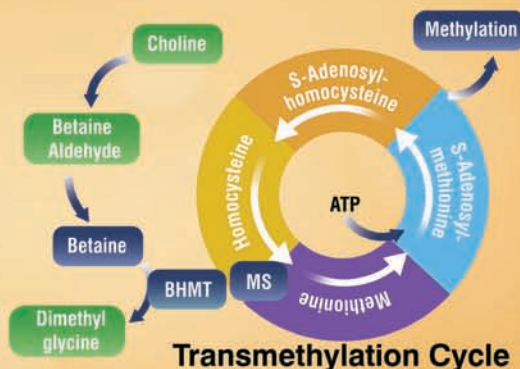 Choline
Methylation
S-Adenosyl-
homocysteine
Betaine
Aldehyde
Homocysteine
S-Adenosyl-
methionine
ATP
Betaine
BHMT
MS
Methionine
Dimethyl
glycine
Transmethylation Cycle